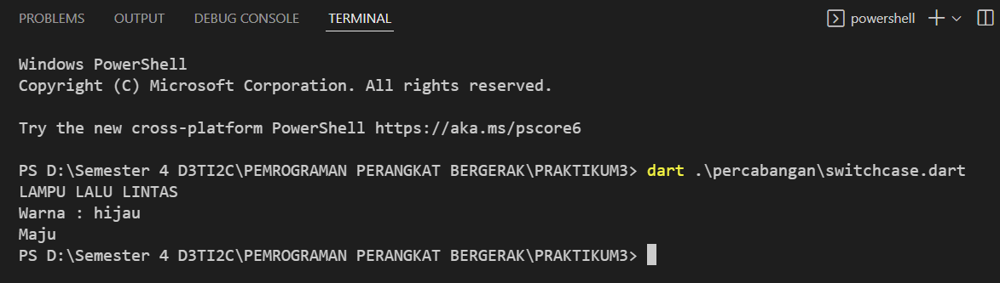 PROBLEMS OUTPUT DEBUG CONSOLE TERMINAL powershell
Windows PowerShell
Copyright (C) Microsoft Corporation. All rights reserved.
Try the new cross-platform PowerShell https://aka.ms/pscore6
PS D:\Semester 4 D3TI2C\PEMROGRAMAN PERANGKAT BERGERAK\PRAKTIKUM3> dart .\percabangan\switchcase.dart
LAMPU LALU LINTAS
Warna : hijau
Maju
PS D:\Semester 4 D3TI2C\PEMROGRAMAN PERANGKAT BERGERAK\PRAKTIKUM3>